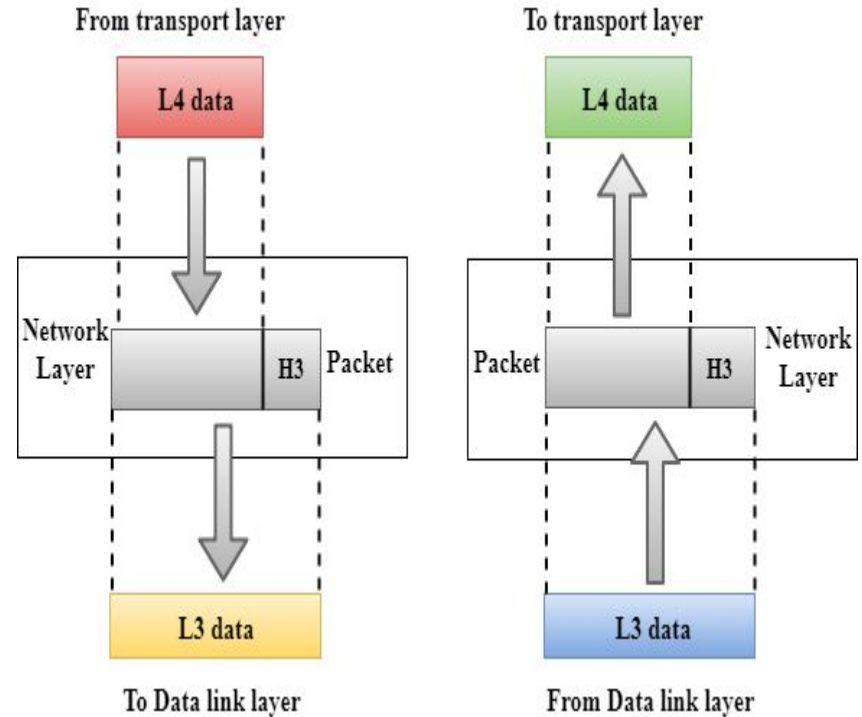 From transport layer
L4 data
Network
Layer
H3
Packet
L3 data
To Data link layer
To transport layer
L4 data
Packet
H3
Network
Layer
L3 data
From Data link layer